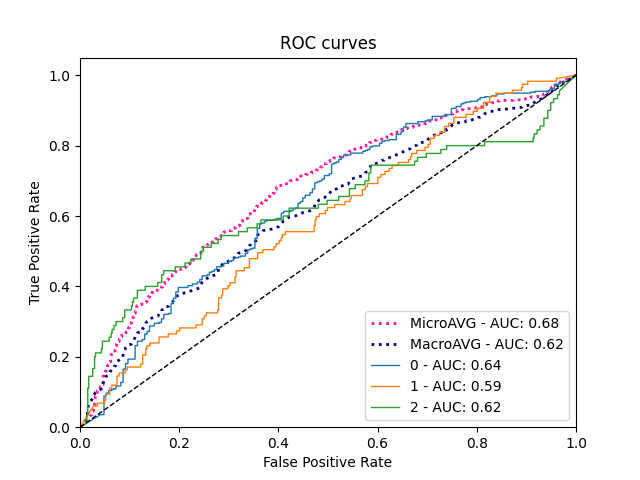 ROC curves
1.0
0.8
0.6
0.4
0.2
0.0
True Positive Rate
MicroAVG - AUC: 0.68
MacroAVG - AUC: 0.62
0 - AUC: 0.64
1 - AUC: 0.59
2 - AUC: 0.62
0.0 0.2 0.4 0.6 0.8 1.0
False Positive Rate